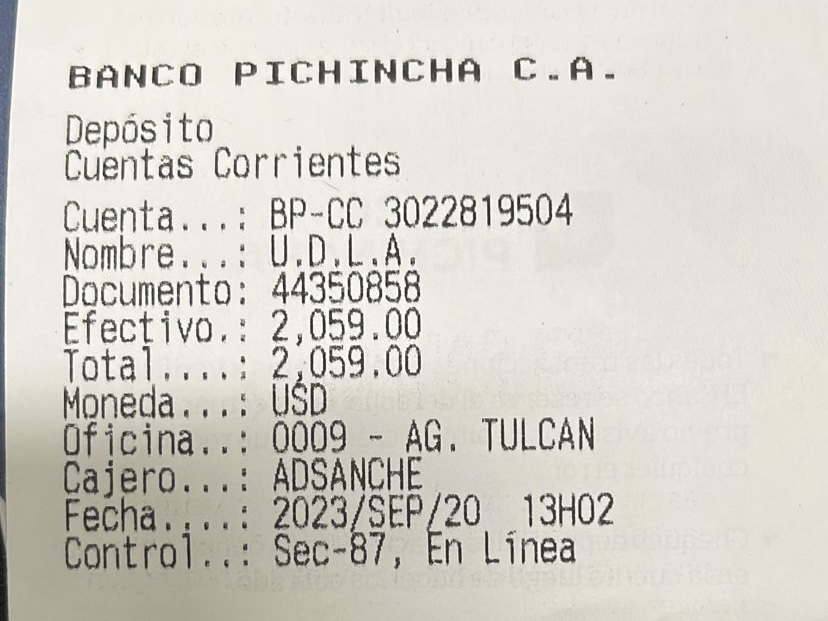 BANCO PICHINCHA C.A.
Depósito
Cuentas Corrientes
Cuenta...: BP-CC 3022819504
Nombre...: U.D.L.A.
Documento: 44350858
Efectivo.: 2,059.00
Total....: 2,059.00
Moneda...: USD
Oficina..: 0009 - AG. TULCAN
Cajero...: ADSANCHE
Fecha....: 2023/SEP/20  13H02
Control..: Sec-87, En Línea